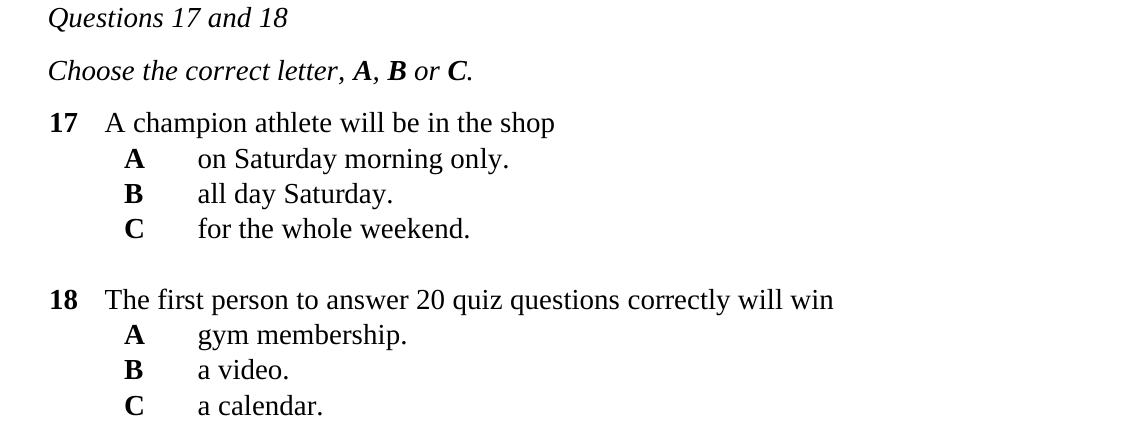 Questions 17 and 18
Choose the correct letter, A, B or C.
17 A champion athlete will be in the shop
A on Saturday morning only.
B all day Saturday.
C for the whole weekend.
18 The first person to answer 20 quiz questions correctly will win
A gym membership.
B a video.
C a calendar.